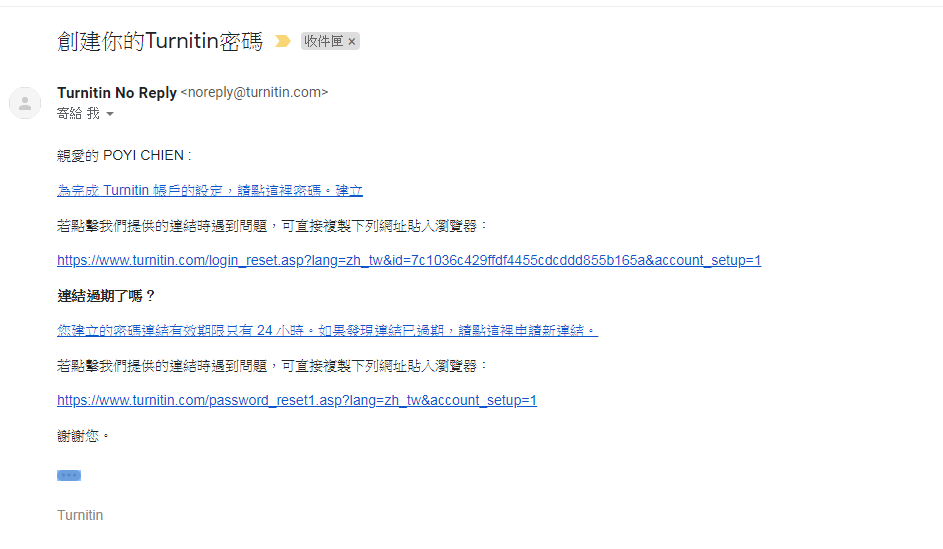 創建你的Turnitin密碼 收件匣 ×
Turnitin No Reply <noreply@turnitin.com>
寄給 我
親愛的 POYI CHIEN :
為完成 Turnitin 帳戶的設定，請點這裡密碼。建立
若點擊我們提供的連結時遇到問題，可直接複製下列網址貼入瀏覽器：
https://www.turnitin.com/login_reset.asp?lang=zh_tw&id=7c1036c429ffdf4455cdcddd855b165a&account_setup=1
連結過期了嗎？
您建立的密碼連結有效期限只有 24 小時。如果發現連結已過期，請點這裡申請新連結。
若點擊我們提供的連結時遇到問題，可直接複製下列網址貼入瀏覽器：
https://www.turnitin.com/password_reset1.asp?lang=zh_tw&account_setup=1
謝謝您。
Turnitin